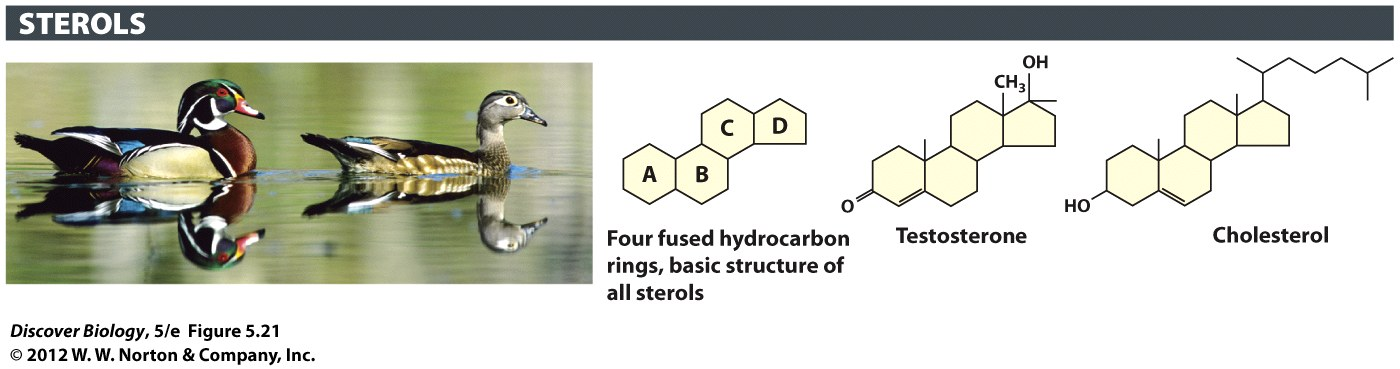 STEROLS
A
B
C
D
Four fused hydrocarbon
rings, basic structure of
all sterols
O
CH3
OH
Testosterone
HO
Cholesterol
Discover Biology, 5/e Figure 5.21
© 2012 W. W. Norton & Company, Inc.